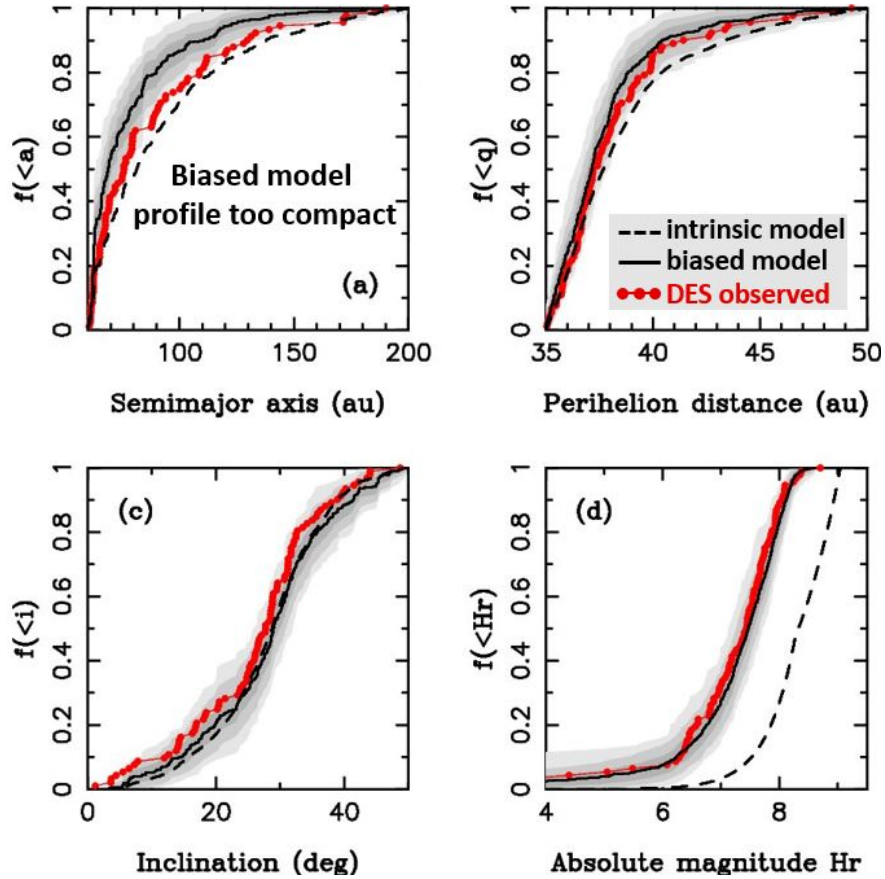 f(<a)
1
0.8
0.6
0.4
0.2
0
Biased model
profile too compact
(a)
100
150
200
Semimajor axis (au)
f(<q)
1
0.8
0.6
0.4
0.2
0
intrinsic model
biased model
DES observed
35
40
45
50
Perihelion distance (au)
f(<i)
1
0.8
0.6
0.4
0.2
0
(c)
0
20
40
Inclination (deg)
f(<Hr)
1
0.8
0.6
0.4
0.2
0
(d)
4
6
8
Absolute magnitude Hr